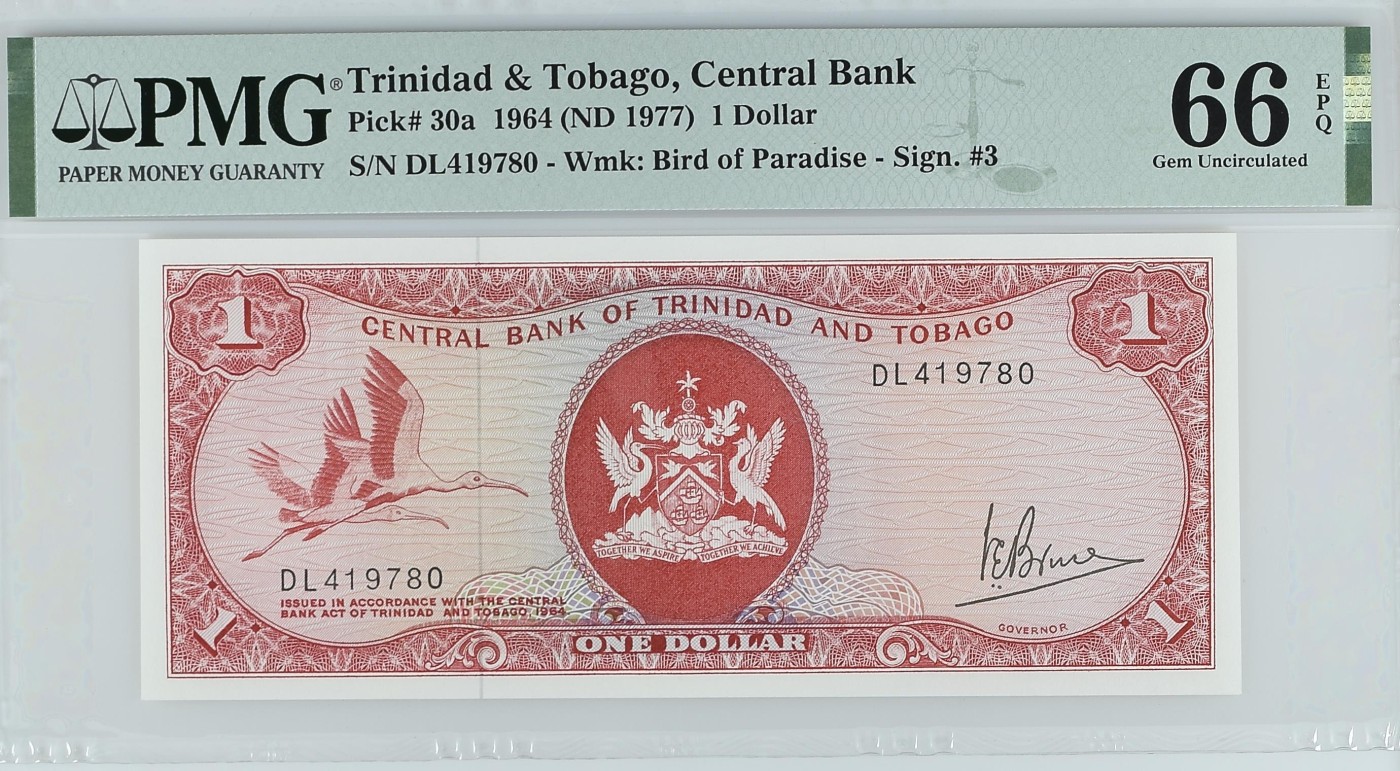 PMG®
PAPER MONEY GUARANTY
Trinidad & Tobago, Central Bank
Pick# 30a 1964 (ND 1977) 1 Dollar
S/N DL419780 - Wmk: Bird of Paradise - Sign. #3
66
EPQ
Gem Uncirculated
1
1
CENTRAL BANK OF TRINIDAD AND TOBAGO
DL419780
TOGETHER WE ASPIRE TOGETHER WE ACHIEVE
DL419780
ISSUED IN ACCORDANCE WITH THE CENTRAL
BANK ACT OF TRINIDAD AND TOBAGO, 1964
GOVERNOR
1
ONE DOLLAR
1